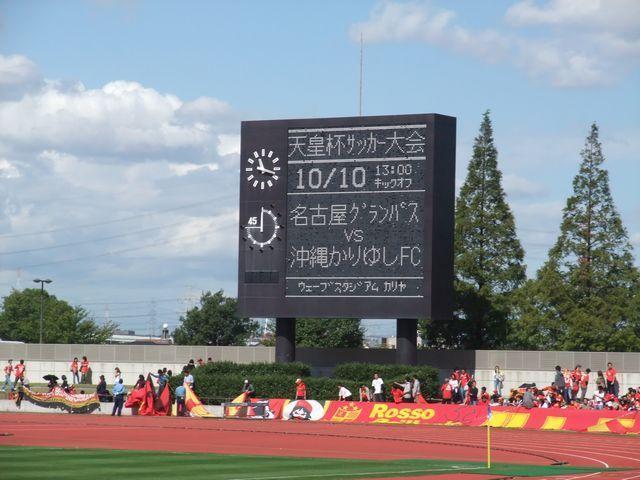 天皇杯サッカー大会
10/10 13:00
キックオフ
45
名古屋グランパス
VS
沖縄かりゆしFC
ウェーブスタジアム カリヤ
Rosso